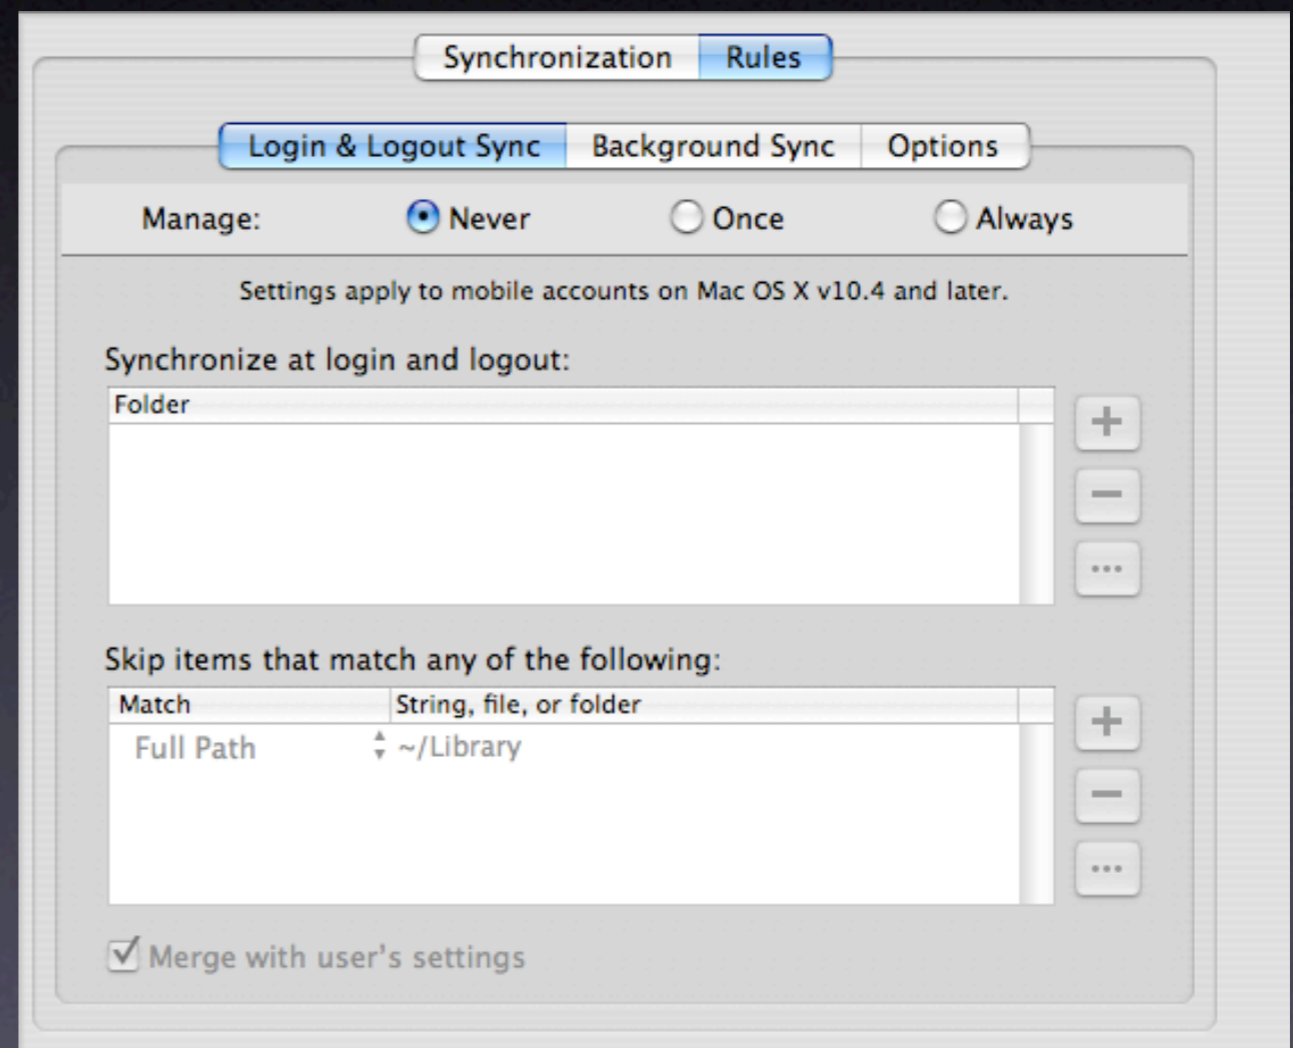 Synchronization Rules
Login & Logout Sync Background Sync Options
Manage: Never Once Always
Settings apply to mobile accounts on Mac OS X v10.4 and later.
Synchronize at login and logout:
Folder
Skip items that match any of the following:
Match String, file, or folder
Full Path ~/Library
Merge with user's settings